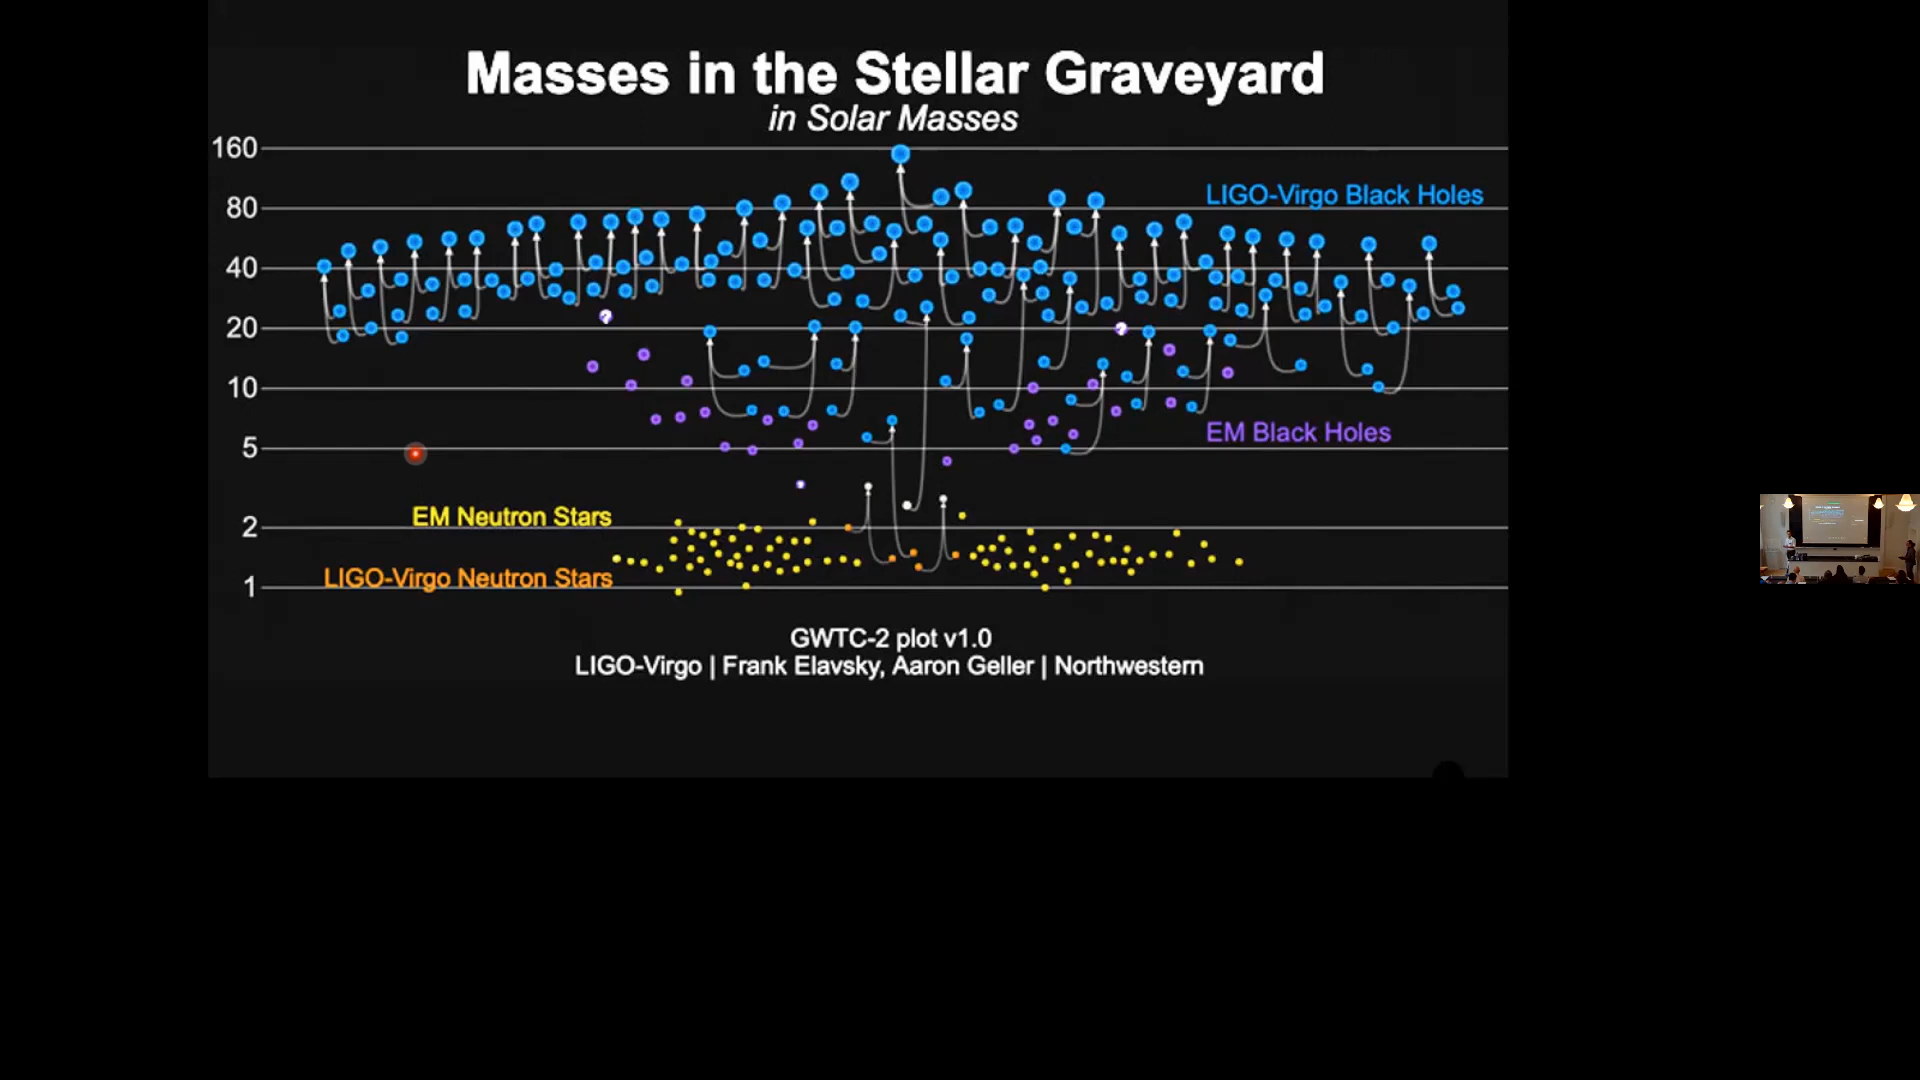 Masses in the Stellar Graveyard
in Solar Masses
160
LIGO-Virgo Black Holes
80
40
20
10
EM Black Holes
5
EM Neutron Stars
2
LIGO-Virgo Neutron Stars
1
GWTC-2 plot v1.0
LIGO-Virgo | Frank Elavsky, Aaron Geller | Northwestern